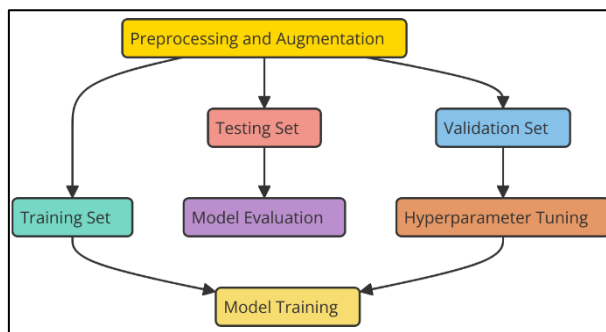 Preprocessing and Augmentation
Testing Set
Validation Set
Training Set
Model Evaluation
Hyperparameter Tuning
Model Training